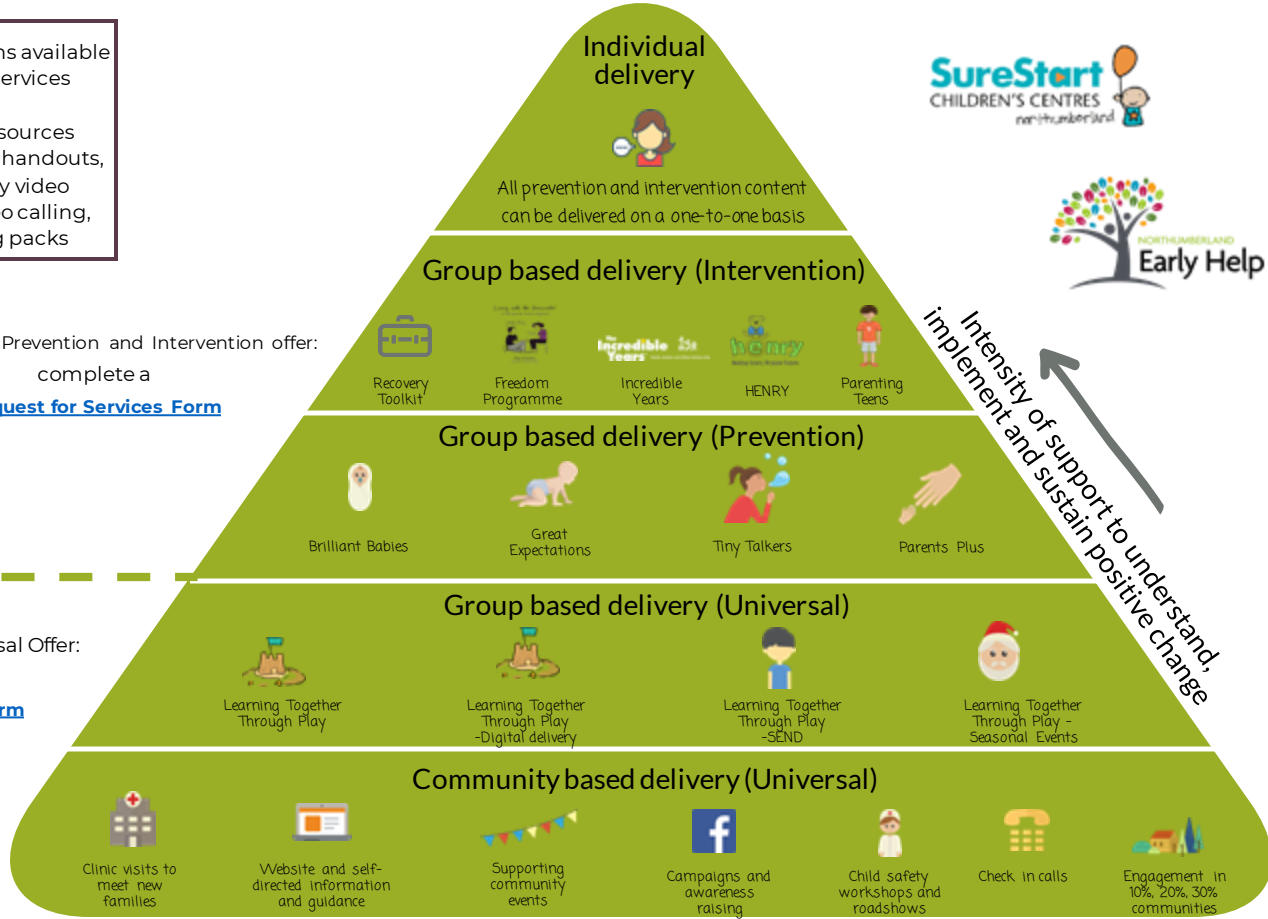 ns available
ervices
sources
handouts,
y video
o calling,
g packs
Prevention and Intervention offer:
complete a
quest for Services Form
sal Offer:
rm
Individual
delivery
All prevention and intervention content
can be delivered on a one-to-one basis
Group based delivery (Intervention)
The
Incredible
Years
henry
Recovery
Toolkit
Freedom
Programme
Incredible
Years
HENRY
Parenting
Teens
Group based delivery (Prevention)
Brilliant Babies
Great
Expectations
Tiny Talkers
Parents Plus
Group based delivery (Universal)
Learning Together
Through Play
Learning Together
Through Play
-Digital delivery
Learning Together
Through Play
-SEND
Learning Together
Through Play -
Seasonal Events
Community based delivery (Universal)
f
Clinic visits to
meet new
families
Website and self-
directed information
and guidance
Supporting
community
events
Campaigns and
awareness
raising
Child safety
workshops and
roadshows
Check in calls
Engagement in
10%, 20%, 30%
communities
SureStart
CHILDREN'S CENTRES
northumberland
NORTHUMBERLAND
Early Help
Intensity of support to understand,
implement and sustain positive change